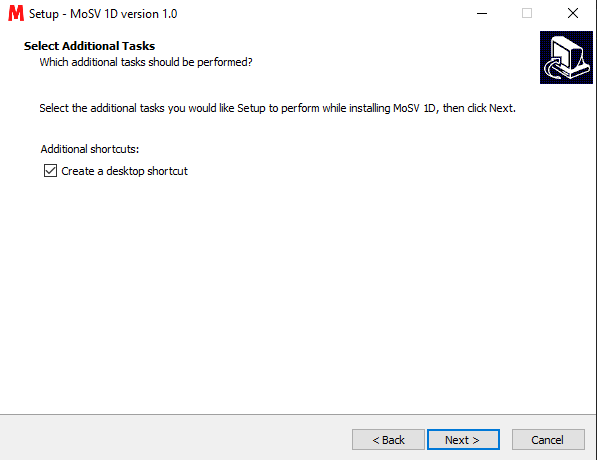 M Setup - MoSV 1D version 1.0
Select Additional Tasks
Which additional tasks should be performed?
Select the additional tasks you would like Setup to perform while installing MoSV 1D, then click Next.
Additional shortcuts:
Create a desktop shortcut
< Back Next > Cancel